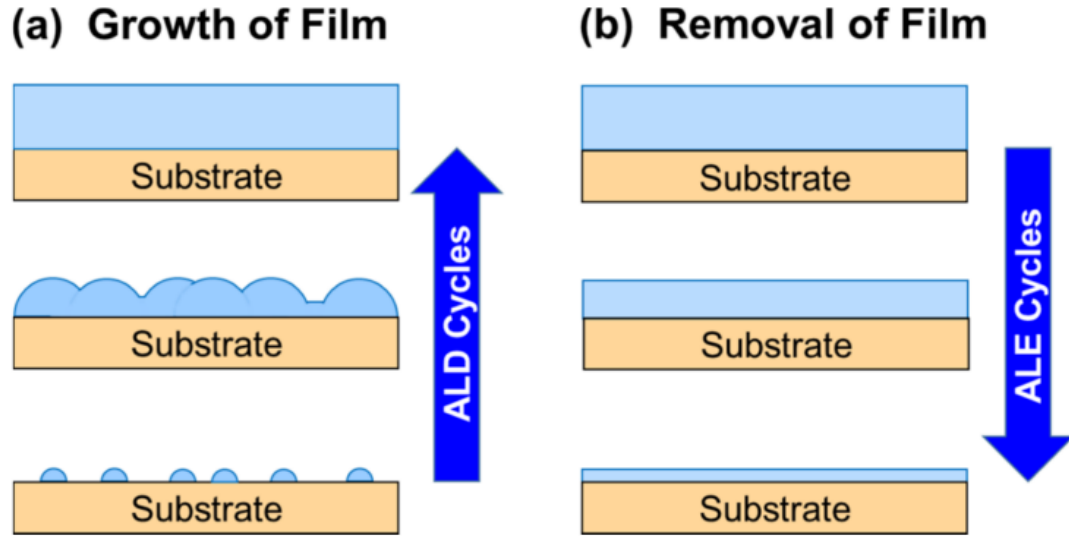 (a) Growth of Film
Substrate
Substrate
Substrate
ALD Cycles
(b) Removal of Film
Substrate
Substrate
Substrate
ALE Cycles